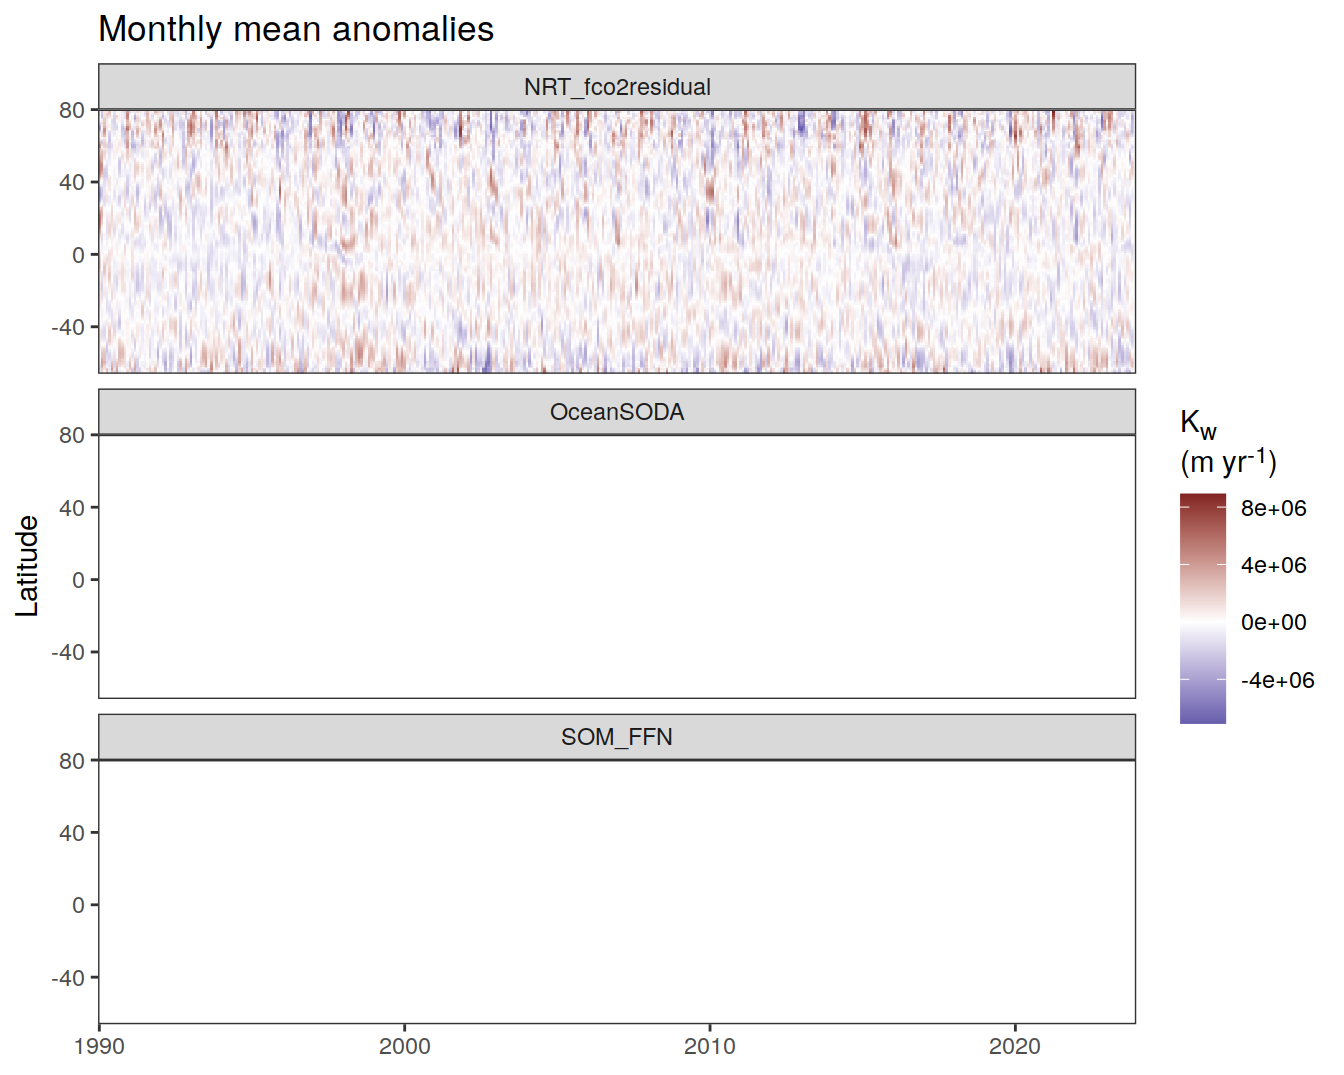 Monthly mean anomalies
NRT_fco2residual
80
40
0
-40
OceanSODA
80
40
0
-40
SOM_FFN
80
40
0
-40
1990 2000 2010 2020
Latitude
Kw
(m yr-1)
8e+06
4e+06
0e+00
-4e+06